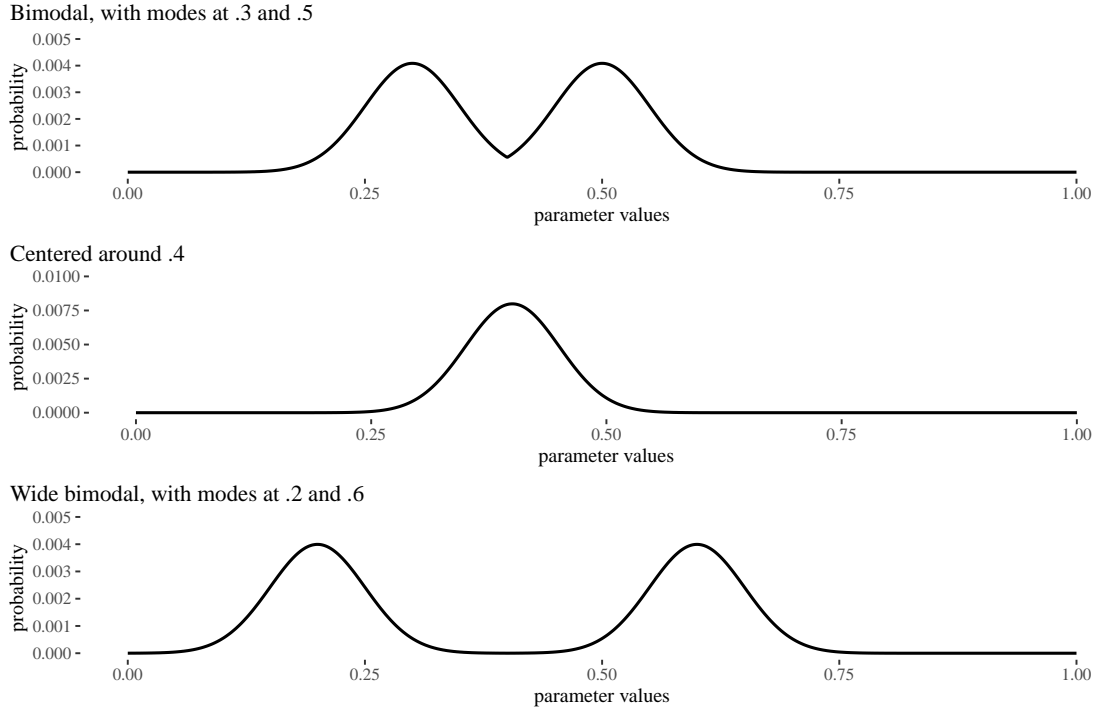 Bimodal, with modes at .3 and .5
probability
0.005
0.004
0.003
0.002
0.001
0.000
0.00 0.25 0.50 0.75 1.00
parameter values
Centered around .4
probability
0.0100
0.0075
0.0050
0.0025
0.0000
0.00 0.25 0.50 0.75 1.00
parameter values
Wide bimodal, with modes at .2 and .6
probability
0.005
0.004
0.003
0.002
0.001
0.000
0.00 0.25 0.50 0.75 1.00
parameter values